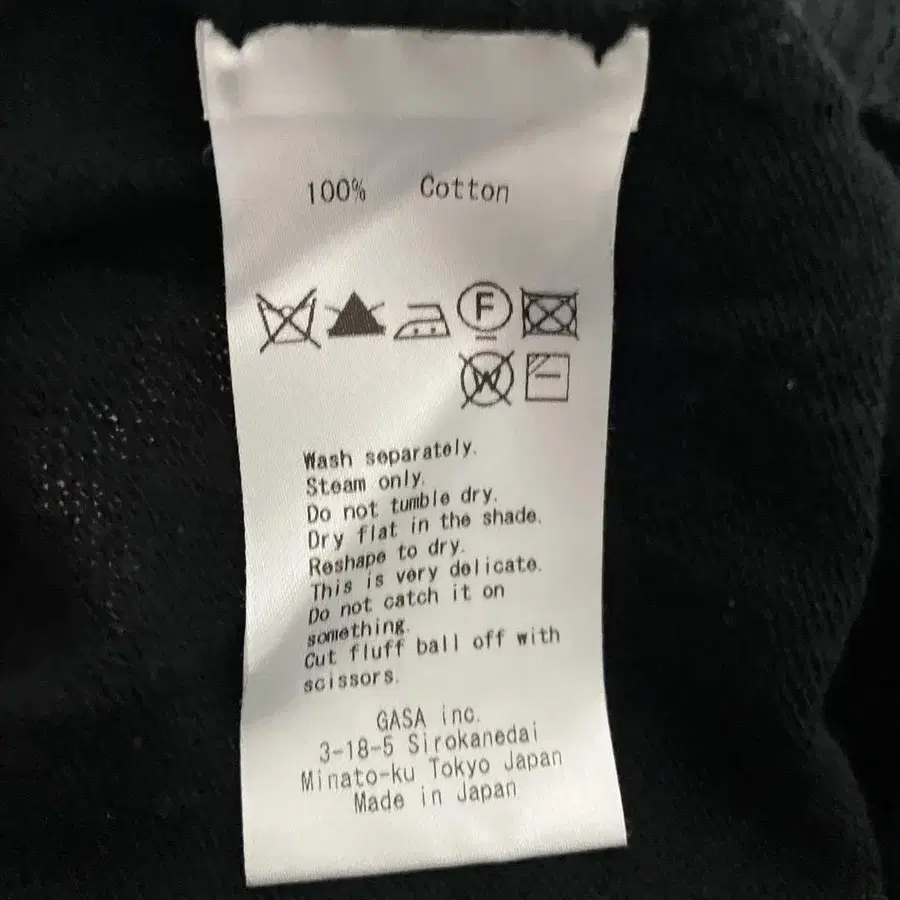 100% Cotton
F
W
Wash separately.
Steam only.
Do not tumble dry.
Dry flat in the shade.
Reshape to dry.
This is very delicate.
Do not catch it on
something.
Cut fluff ball off with
scissors.
GASA inc.
3-18-5 Sirokanedai
Minato-ku Tokyo Japan
Made in Japan